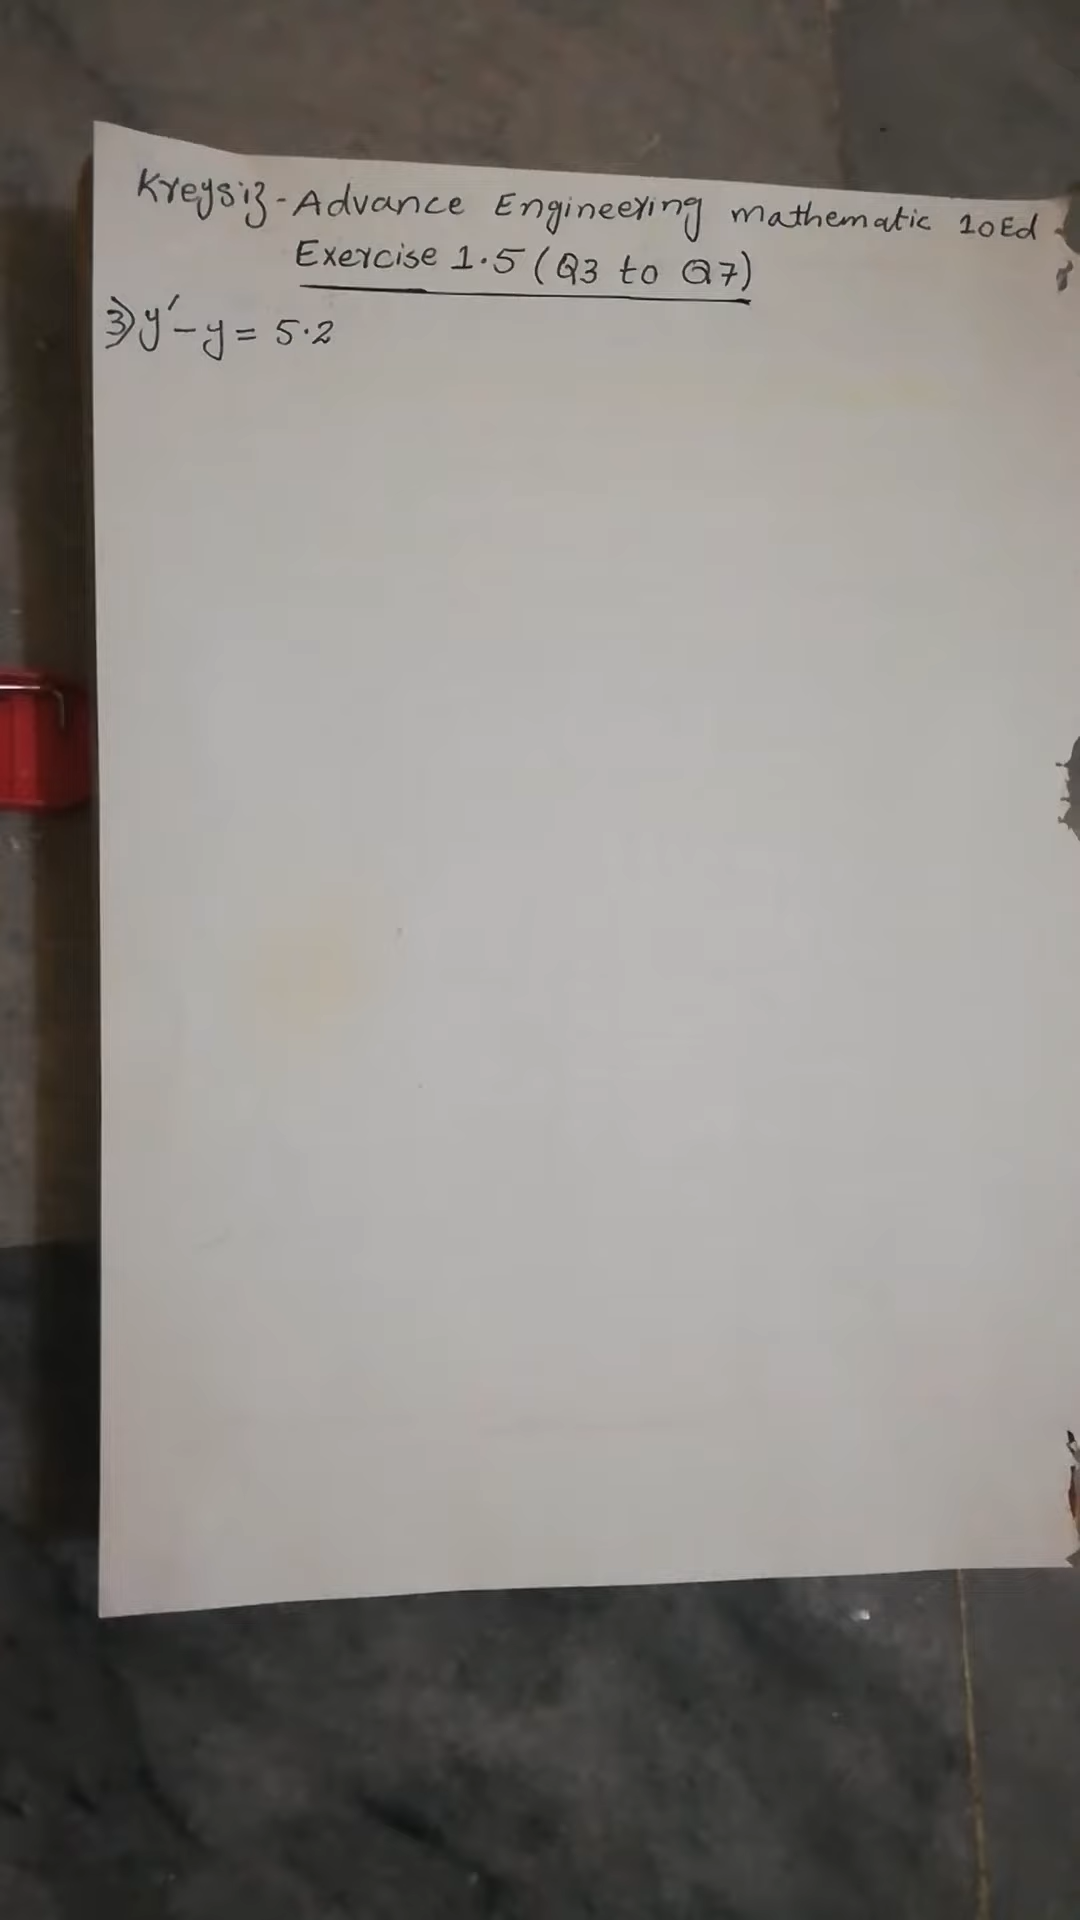 Kreysiz-Advance Engineering mathematic 10Ed
Exercise 1.5 (Q3 to Q7)
3) y′-y = 5.2